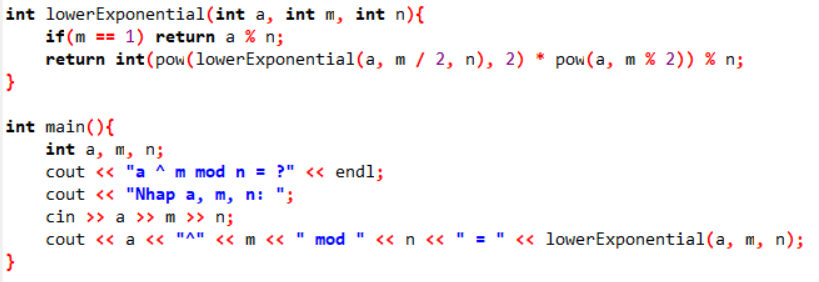 int lowerExponential(int a, int m, int n){
if(m == 1) return a % n;
return int(pow(lowerExponential(a, m / 2, n), 2) * pow(a, m % 2)) % n;
}
int main(){
int a, m, n;
cout << "a ^ m mod n = ?" << endl;
cout << "Nhap a, m, n: ";
cin >> a >> m >> n;
cout << a << "^" << m << " mod " << n << " = " << lowerExponential(a, m, n);
}